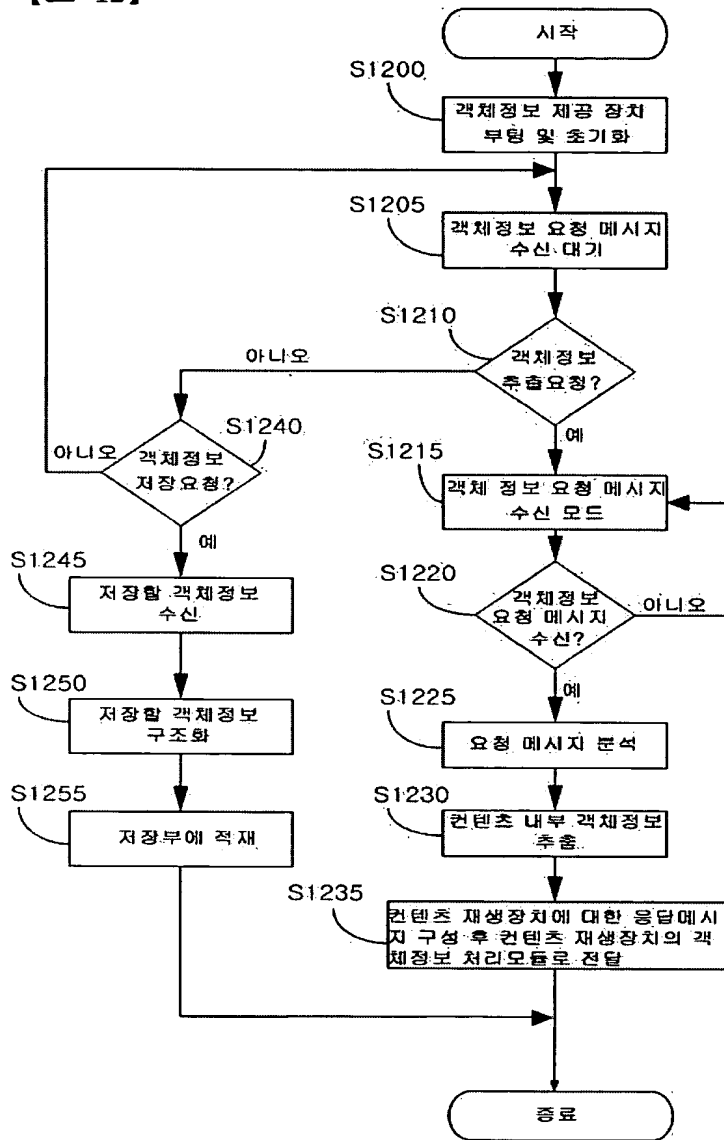 시작
S1200
객체정보 제공 장치
부팅 및 초기화
S1205
객체정보 요청 메시지
수신 대기
S1210
객체정보
추출요청?
아니오
예
S1240
객체정보
저장요청?
아니오
예
S1215
객체 정보 요청 메시지
수신 모드
S1220
객체정보
요청 메시지
수신?
아니오
예
S1245
저장할 객체정보
수신
S1250
저장할 객체정보
구조화
S1255
저장부에 적재
S1225
요청 메시지 분석
S1230
컨텐츠 내부 객체정보
추출
S1235
컨텐츠 재생장치에 대한 응답메시
지 구성 후 컨텐츠 재생장치의 객
체정보 처리모듈로 전달
종료